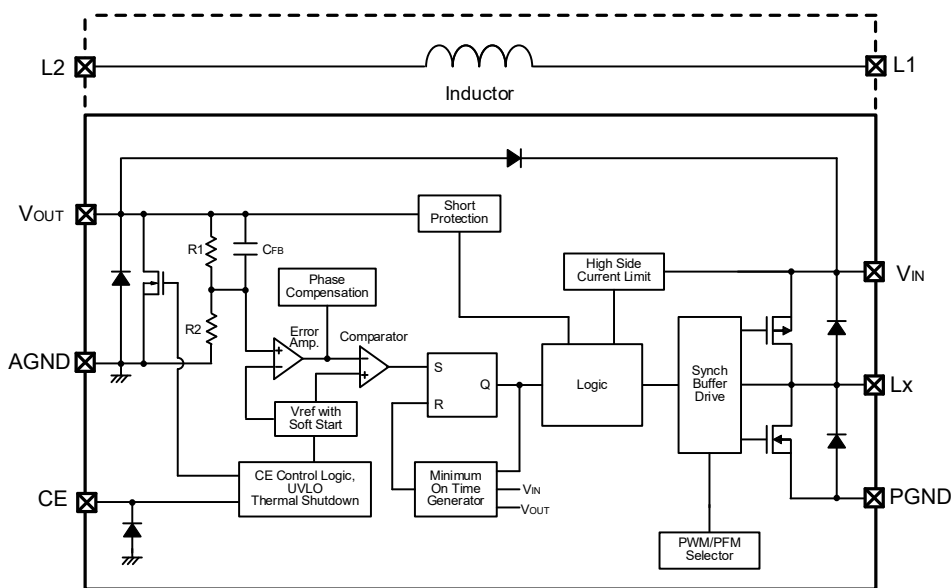 L2
L1
Inductor
VOUT
Short
Protection
R1
CFB
High Side
Current Limit
VIN
Phase
Compensation
R2
Error
Amp.
Comparator
+
−
−
+
AGND
S
Q
R
Logic
Synch
Buffer
Drive
Lx
Vref with
Soft Start
CE Control Logic,
UVLO
Thermal Shutdown
Minimum
On Time
Generator
VIN
VOUT
CE
PGND
PWM/PFM
Selector